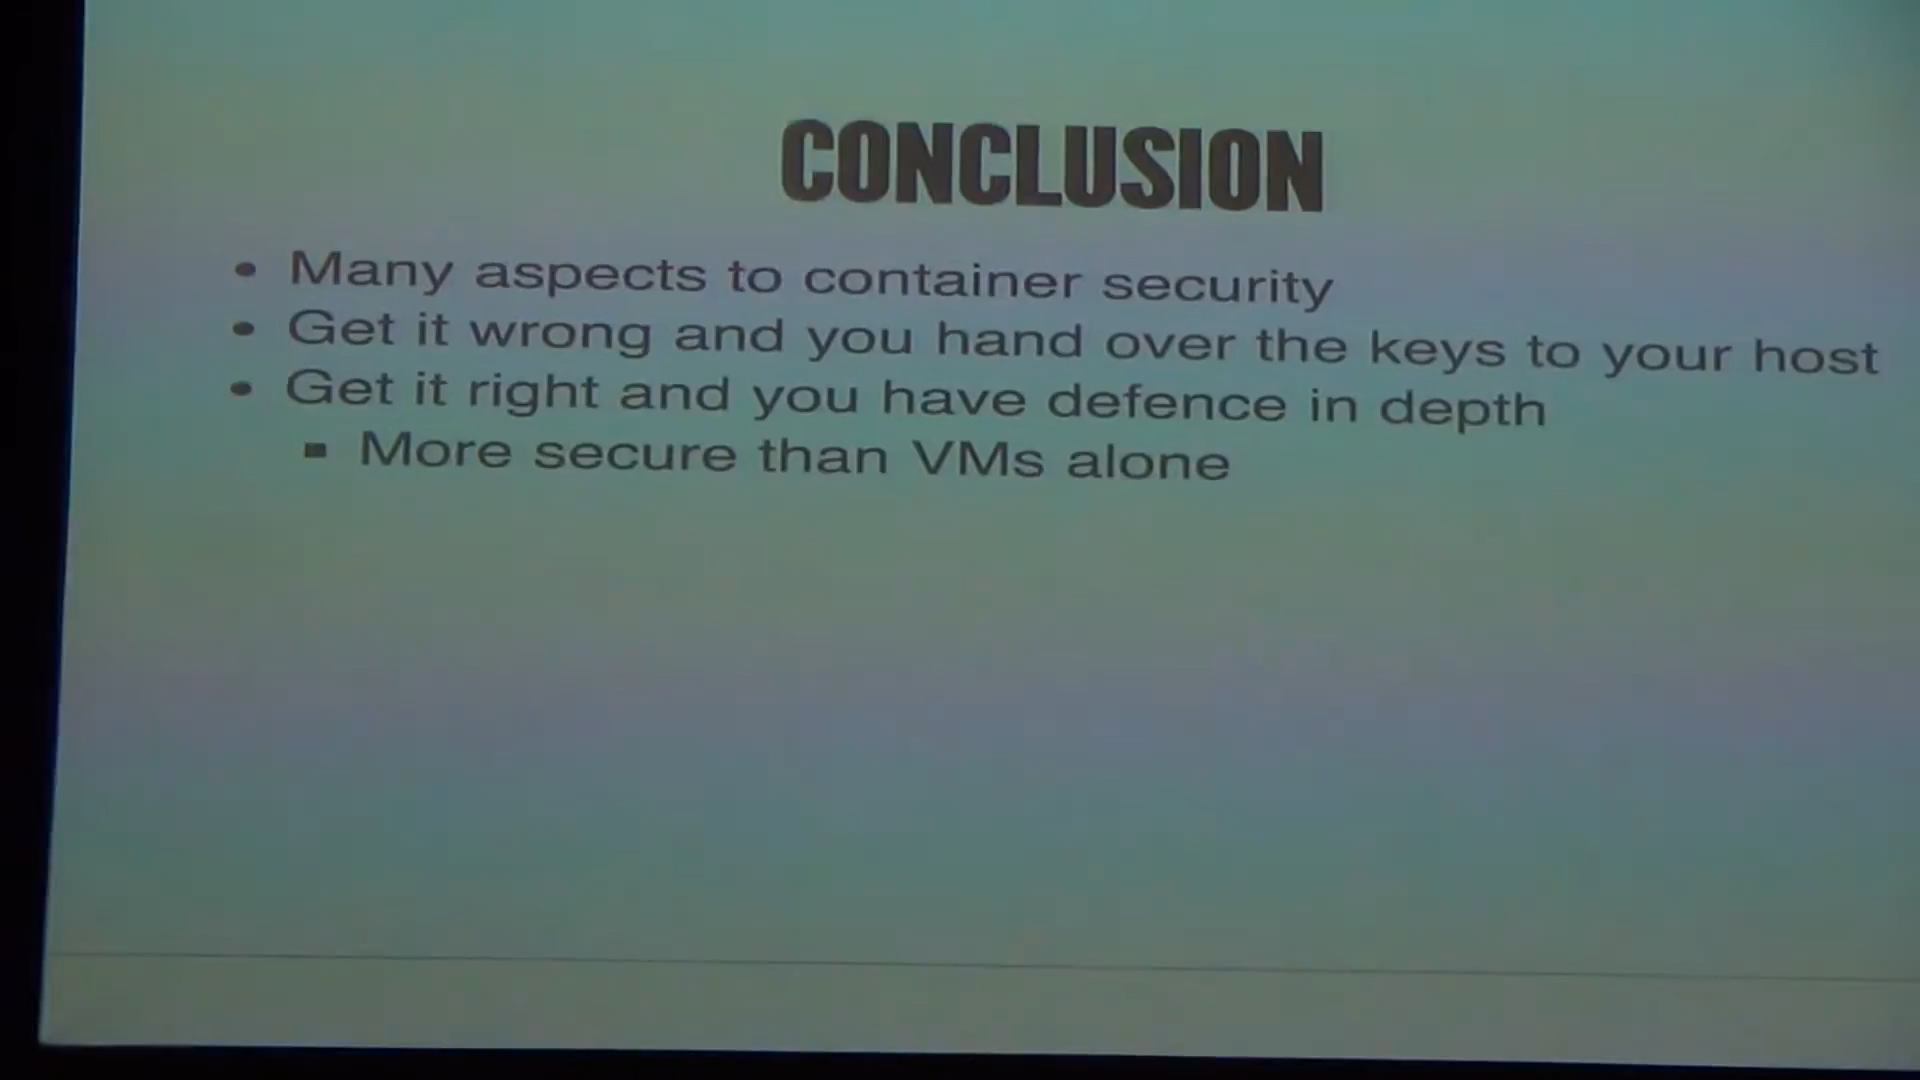 CONCLUSION
• Many aspects to container security
• Get it wrong and you hand over the keys to your host
• Get it right and you have defence in depth
▪ More secure than VMs alone